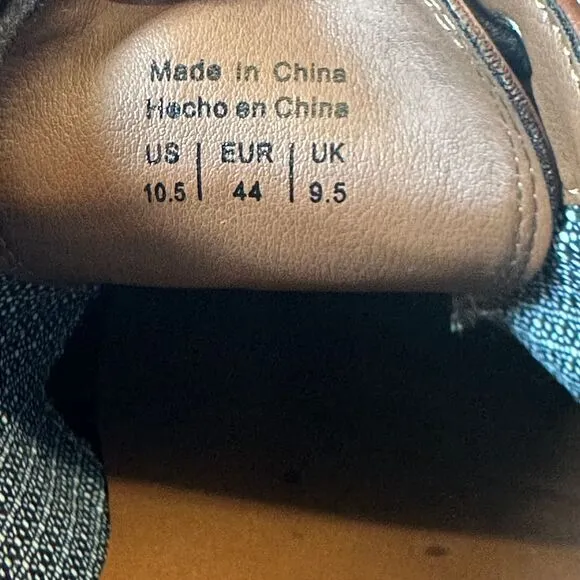 Made in China
Hecho en China
US | EUR | UK
10.5 | 44 | 9.5